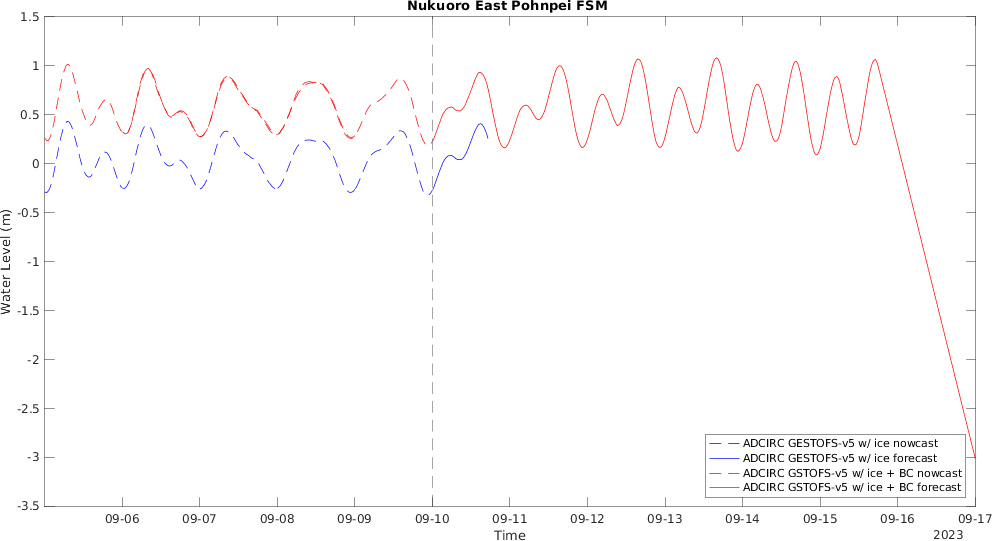 Nukuoro East Pohnpei FSM
1.5
1
0.5
0
-0.5
-1
-1.5
-2
-2.5
-3
-3.5
Water Level (m)
ADCIRC GESTOFS-v5 w/ ice nowcast
ADCIRC GESTOFS-v5 w/ ice forecast
ADCIRC GSTOFS-v5 w/ ice + BC nowcast
ADCIRC GSTOFS-v5 w/ ice + BC forecast
09-06 09-07 09-08 09-09 09-10 09-11 09-12 09-13 09-14 09-15 09-16 09-17
Time
2023